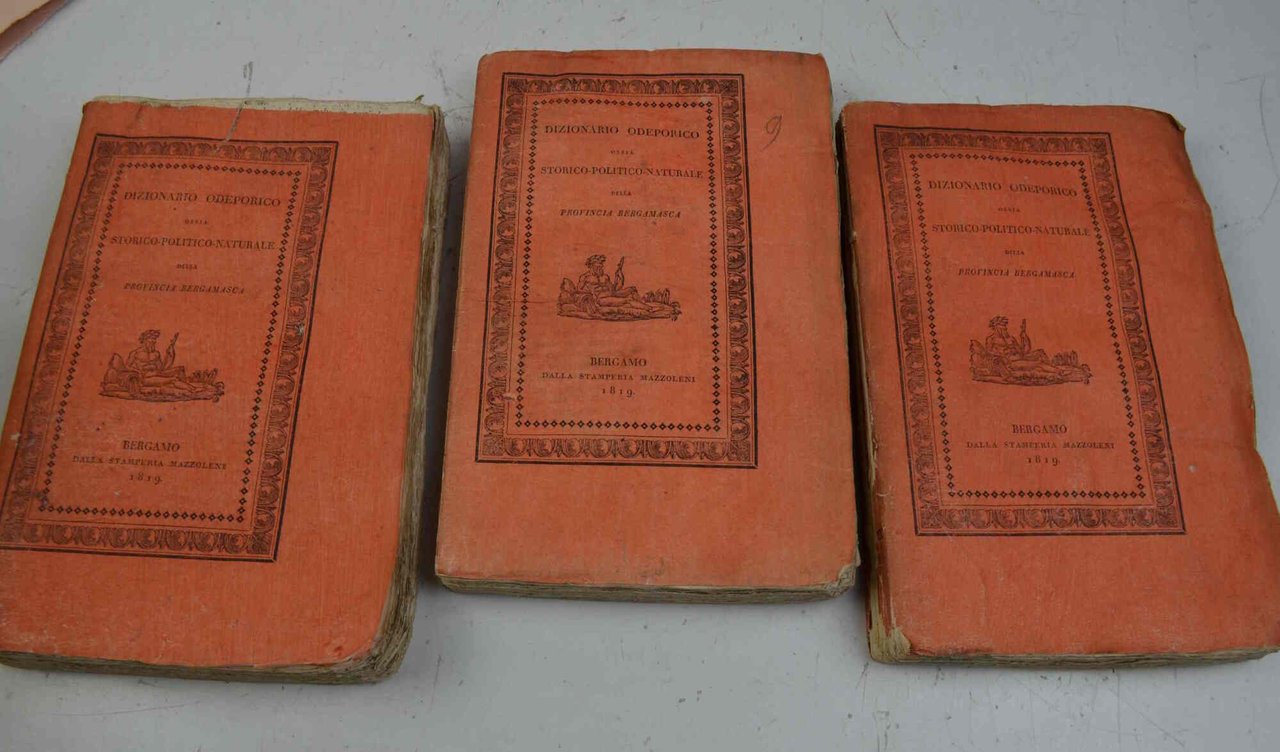 DIZIONARIO ODEPORICO
OSSIA
STORICO-POLITICO-NATURALE
DELLA
PROVINCIA BERGAMASCA
BERGAMO
DALLA STAMPERIA MAZZOLENI
1819.
DIZIONARIO ODEPORICO
OSSIA
STORICO-POLITICO-NATURALE
DELLA
PROVINCIA BERGAMASCA
BERGAMO
DALLA STAMPERIA MAZZOLENI
1819.
9
DIZIONARIO ODEPORICO
OSSIA
STORICO-POLITICO-NATURALE
DELLA
PROVINCIA BERGAMASCA
BERGAMO
DALLA STAMPERIA MAZZOLENI
1819.